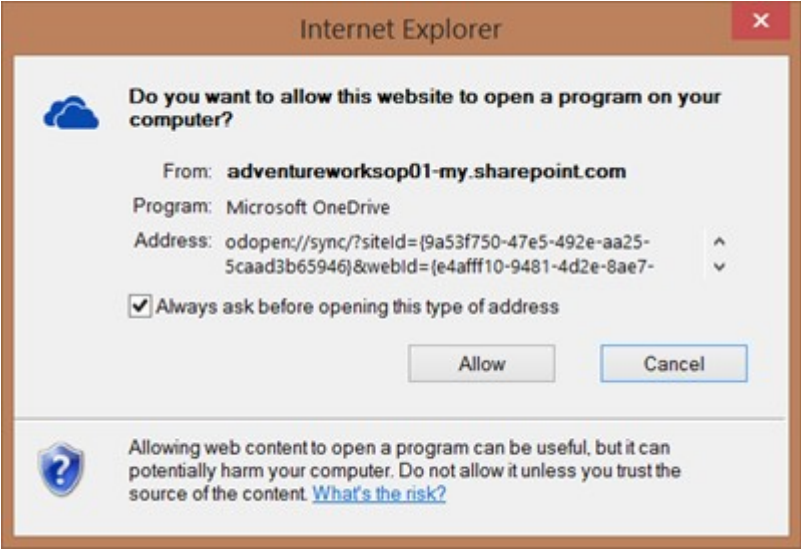 Internet Explorer
Do you want to allow this website to open a program on your
computer?
From: adventureworksop01-my.sharepoint.com
Program: Microsoft OneDrive
Address: odopen://sync/?siteId={9a53f750-47e5-492e-aa25-
5caad3b65946}&webId={e4afff10-9481-4d2e-8ae7-
Always ask before opening this type of address
Allow Cancel
Allowing web content to open a program can be useful, but it can
potentially harm your computer. Do not allow it unless you trust the
source of the content. What's the risk?